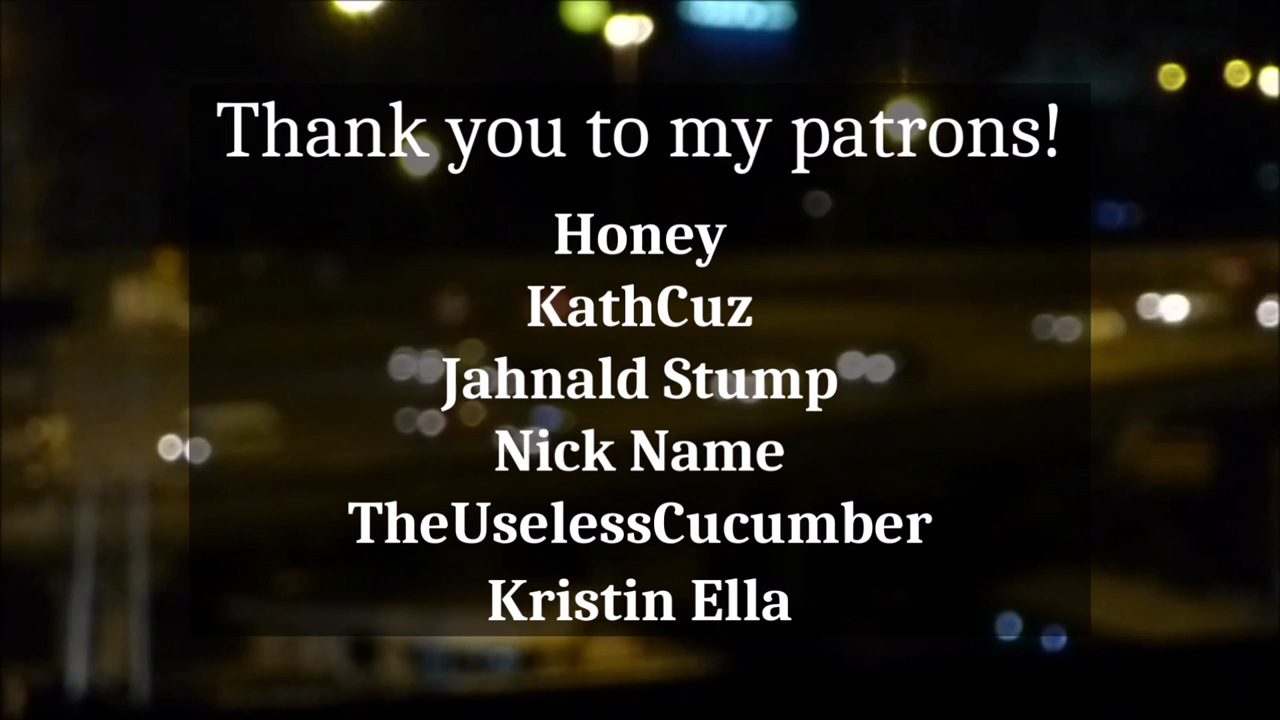 Thank you to my patrons!
Honey
KathCuz
Jahnald Stump
Nick Name
TheUselessCucumber
Kristin Ella